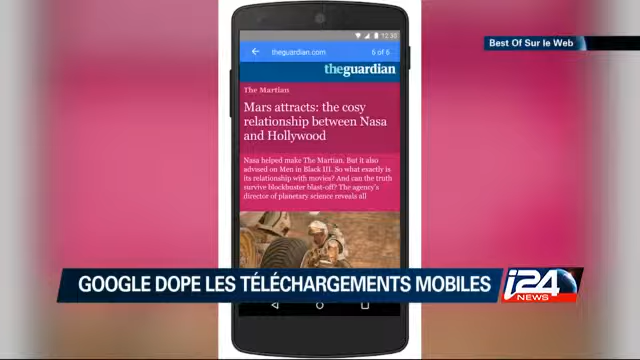 12:30
theguardian.com
6 of 6
Best Of Sur le Web
theguardian
The Martian
Mars attracts: the cosy
relationship between Nasa
and Hollywood
Nasa helped make The Martian. But it also
advised on Men in Black III. So what exactly is
its relationship with movies? And can the truth
survive blockbuster blast-off? The agency's
director of planetary science reveals all
GOOGLE DOPE LES TÉLÉCHARGEMENTS MOBILES
i24
NEWS